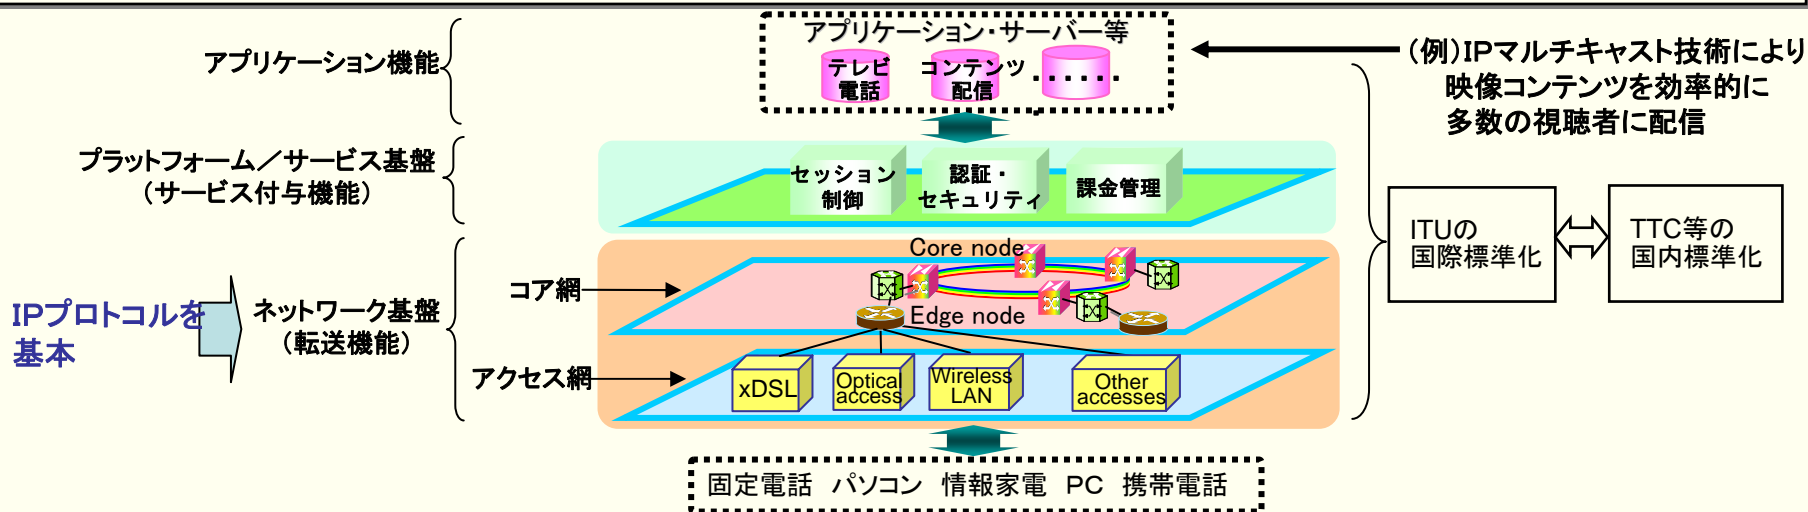 アプリケーション・サーバー等
テレビ
電話
コンテンツ
配信
・・・・・
アプリケーション機能
(例)IPマルチキャスト技術により
映像コンテンツを効率的に
多数の視聴者に配信
プラットフォーム/サービス基盤
(サービス付与機能)
セッション
制御
認証・
セキュリティ
課金管理
ITUの
国際標準化
TTC等の
国内標準化
Core node
コア網
Edge node
IPプロトコルを
基本
ネットワーク基盤
(転送機能)
アクセス網
xDSL
Optical
access
Wireless
LAN
Other
accesses
固定電話 パソコン 情報家電 PC 携帯電話